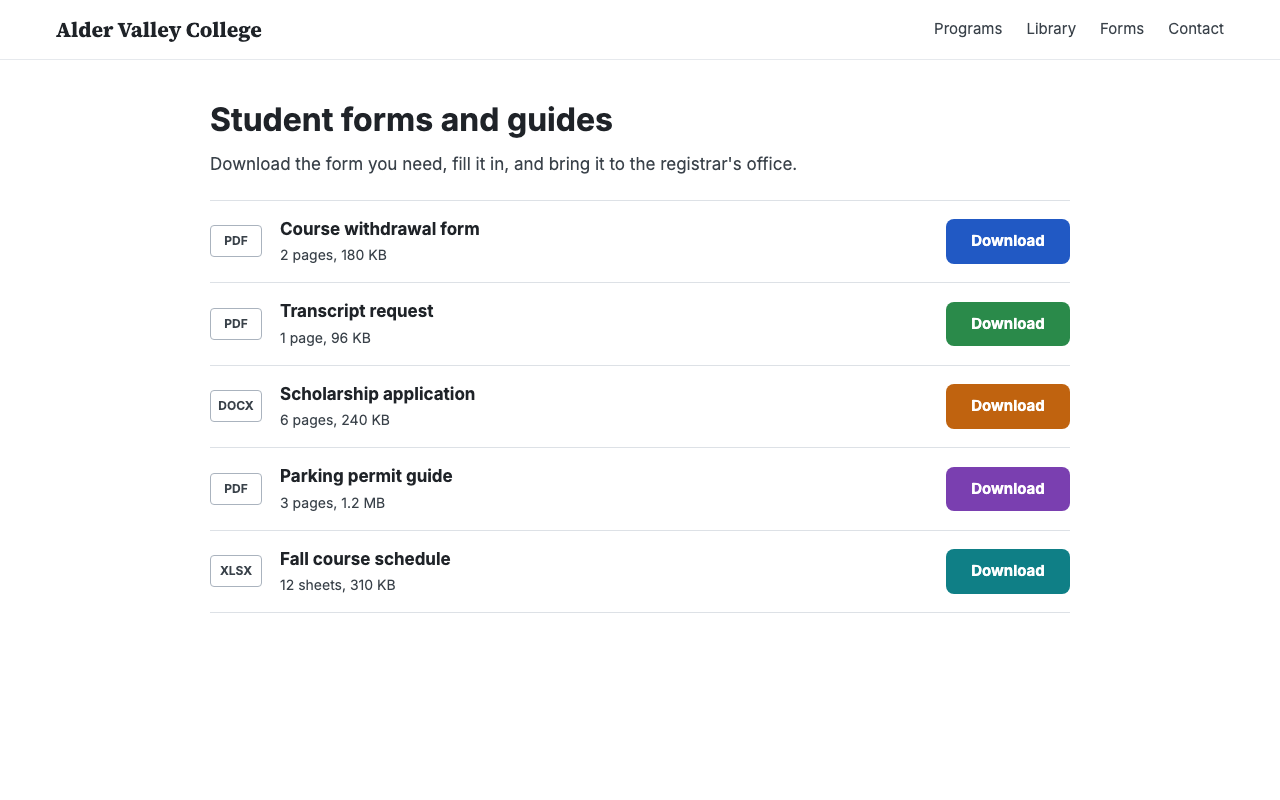 Alder Valley College
Programs Library Forms Contact
Student forms and guides
Download the form you need, fill it in, and bring it to the registrar's office.
PDF
Course withdrawal form
2 pages, 180 KB
Download
PDF
Transcript request
1 page, 96 KB
Download
DOCX
Scholarship application
6 pages, 240 KB
Download
PDF
Parking permit guide
3 pages, 1.2 MB
Download
XLSX
Fall course schedule
12 sheets, 310 KB
Download